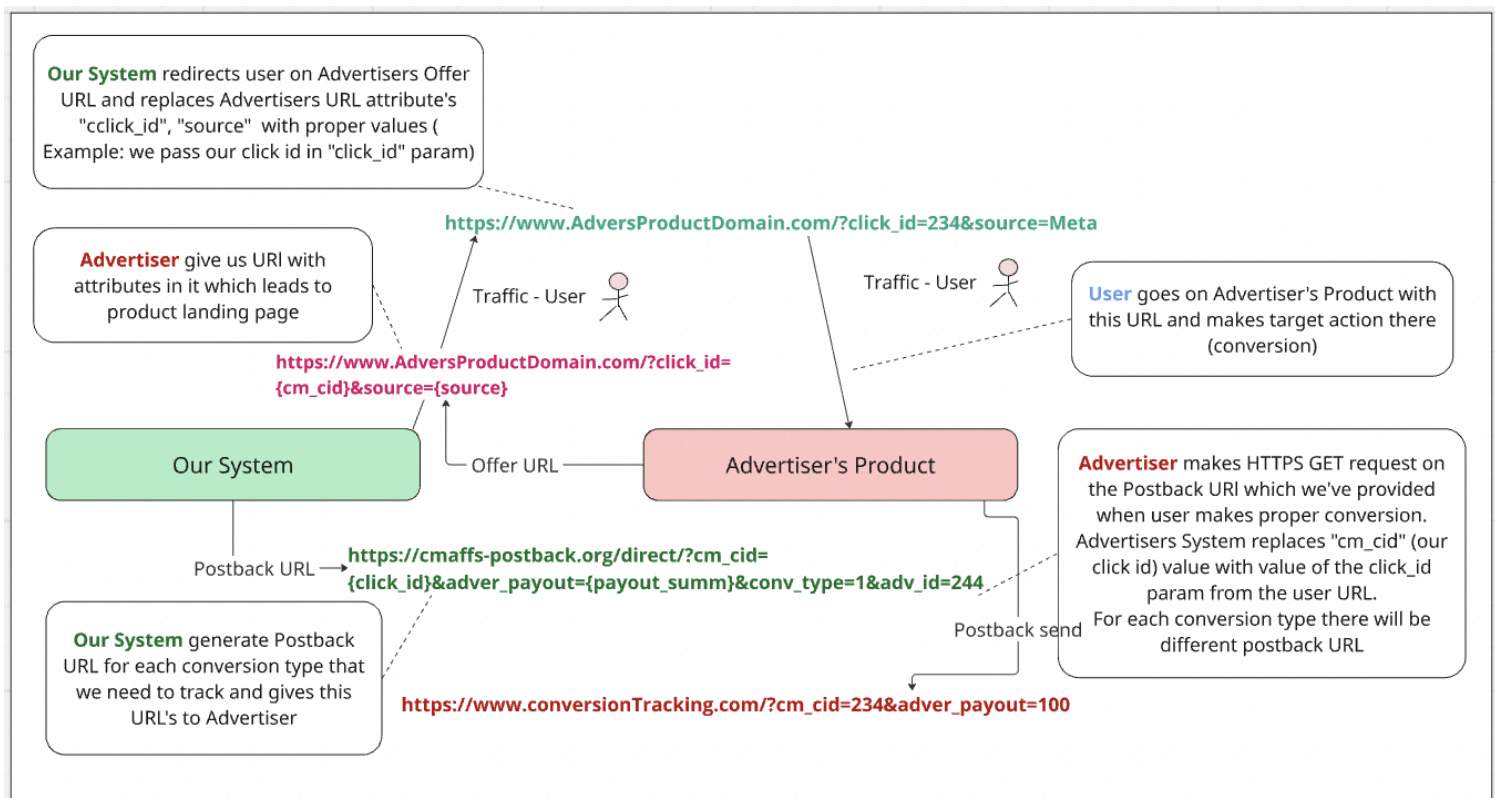 Our System redirects user on Advertisers Offer
URL and replaces Advertisers URL attribute's
"cclick_id", "source"  with proper values (
Example: we pass our click id in "click_id" param)
https://www.AdversProductDomain.com/?click_id=234&source=Meta
Advertiser give us URl with
attributes in it which leads to
product landing page
Traffic - User
Traffic - User
User goes on Advertiser's Product with
this URL and makes target action there
(conversion)
https://www.AdversProductDomain.com/?click_id=
{cm_cid}&source={source}
Our System
Offer URL
Advertiser's Product
Advertiser makes HTTPS GET request on
the Postback URl which we've provided
when user makes proper conversion.
Advertisers System replaces "cm_cid" (our
click id) value with value of the click_id
param from the user URL.
For each conversion type there will be
different postback URL
Postback URL
https://cmaffs-postback.org/direct/?cm_cid=
{click_id}&adver_payout={payout_summ}&conv_type=1&adv_id=244
Our System generate Postback
URL for each conversion type that
we need to track and gives this
URL's to Advertiser
Postback send
https://www.conversionTracking.com/?cm_cid=234&adver_payout=100